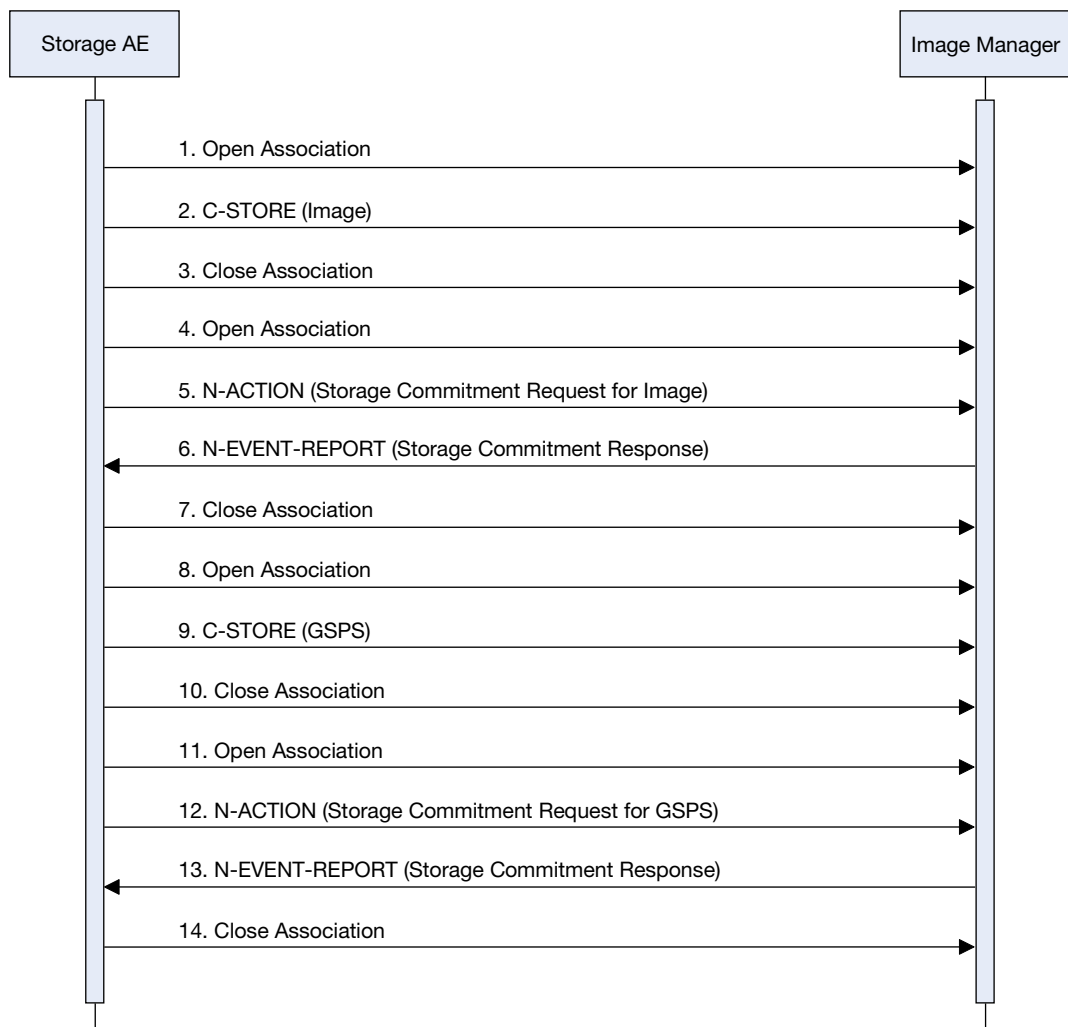 Storage AE
Image Manager
1. Open Association
2. C-STORE (Image)
3. Close Association
4. Open Association
5. N-ACTION (Storage Commitment Request for Image)
6. N-EVENT-REPORT (Storage Commitment Response)
7. Close Association
8. Open Association
9. C-STORE (GSPS)
10. Close Association
11. Open Association
12. N-ACTION (Storage Commitment Request for GSPS)
13. N-EVENT-REPORT (Storage Commitment Response)
14. Close Association